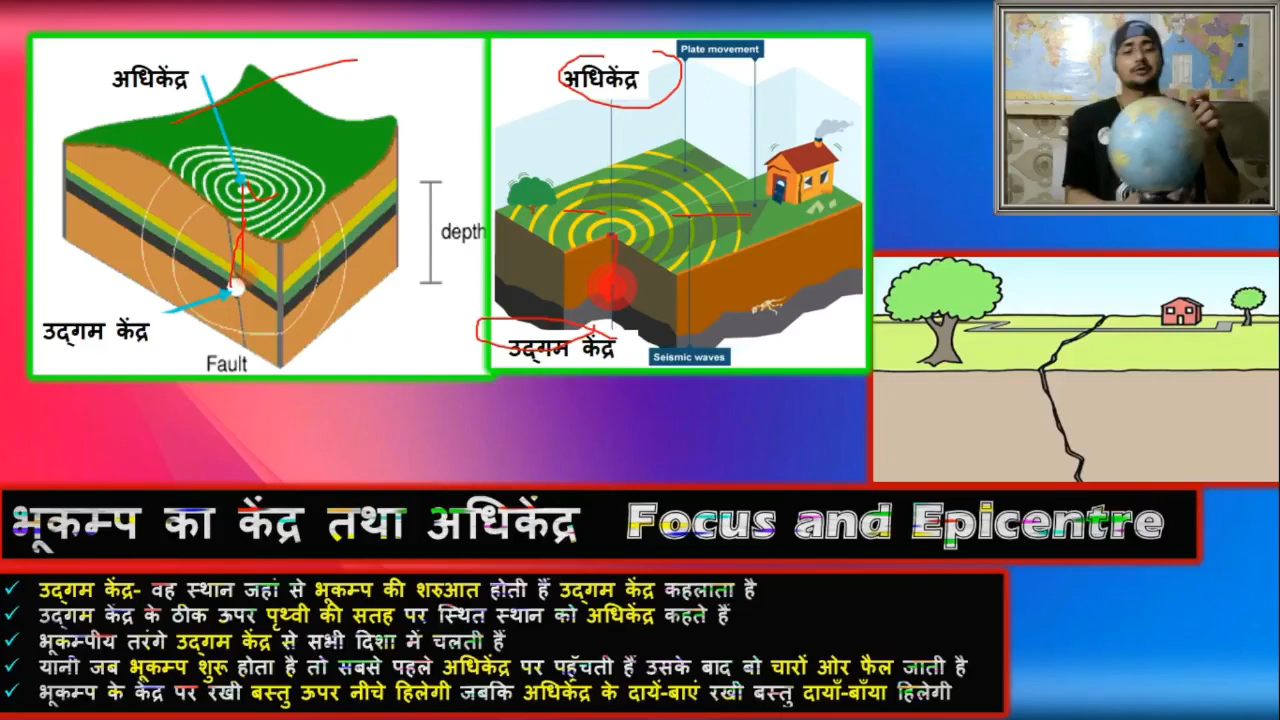 अधिकेंद्र
depth
उद्गम केंद्र
Fault
Plate movement
अधिकेंद्र
उद्गम केंद्र
Seismic waves
भूकम्प का केंद्र तथा अधिकेंद्र Focus and Epicentre
✓ उद्गम केंद्र- वह स्थान जहां से भूकम्प की शरुआत होती हैं उद्गम केंद्र कहलाता है
✓ उद्गम केंद्र के ठीक ऊपर पृथ्वी की सतह पर स्थित स्थान को अधिकेंद्र कहते हैं
✓ भूकम्पीय तरंगे उद्गम केंद्र से सभी दिशा में चलती हैं
✓ यानी जब भूकम्प शुरू होता है तो सबसे पहले अधिकेंद्र पर पहुँचती हैं उसके बाद बो चारों ओर फैल जाती है
✓ भूकम्प के केंद्र पर रखी बस्तु ऊपर नीचे हिलेगी जबकि अधिकेंद्र के दायें-बाएं रखी बस्तु दायाँ-बाँया हिलेगी